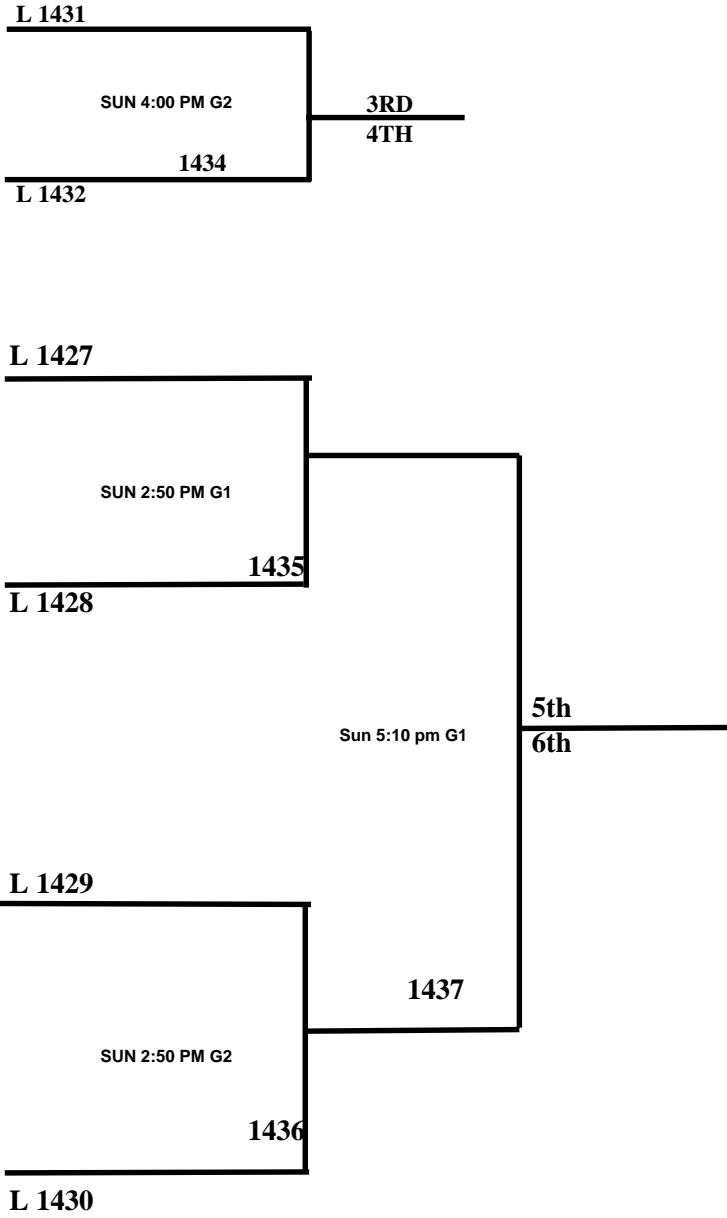 L 1431
SUN 4:00 PM G2
3RD
4TH
1434
L 1432
L 1427
SUN 2:50 PM G1
1435
L 1428
5th
Sun 5:10 pm G1
6th
L 1429
1437
SUN 2:50 PM G2
1436
L 1430